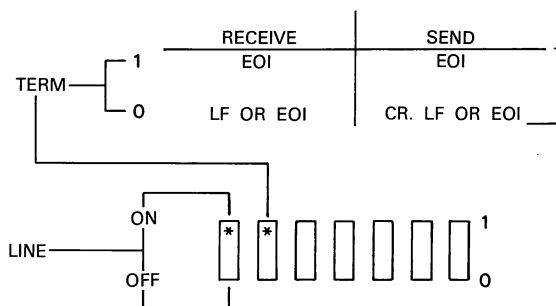 RECEIVE SEND
1 EOI EOI
TERM
0 LF OR EOI CR. LF OR EOI
ON
* * 1
LINE
OFF 0